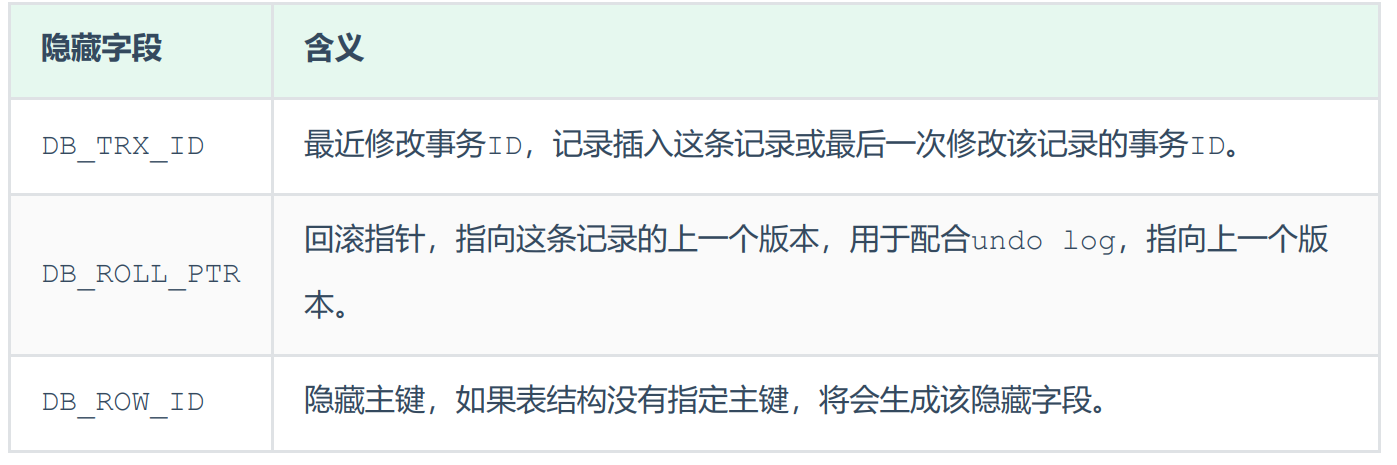 隐藏字段 含义
DB_TRX_ID 最近修改事务ID，记录插入这条记录或最后一次修改该记录的事务ID。
回滚指针，指向这条记录的上一个版本，用于配合undo log，指向上一个版
DB_ROLL_PTR
本。
DB_ROW_ID 隐藏主键，如果表结构没有指定主键，将会生成该隐藏字段。